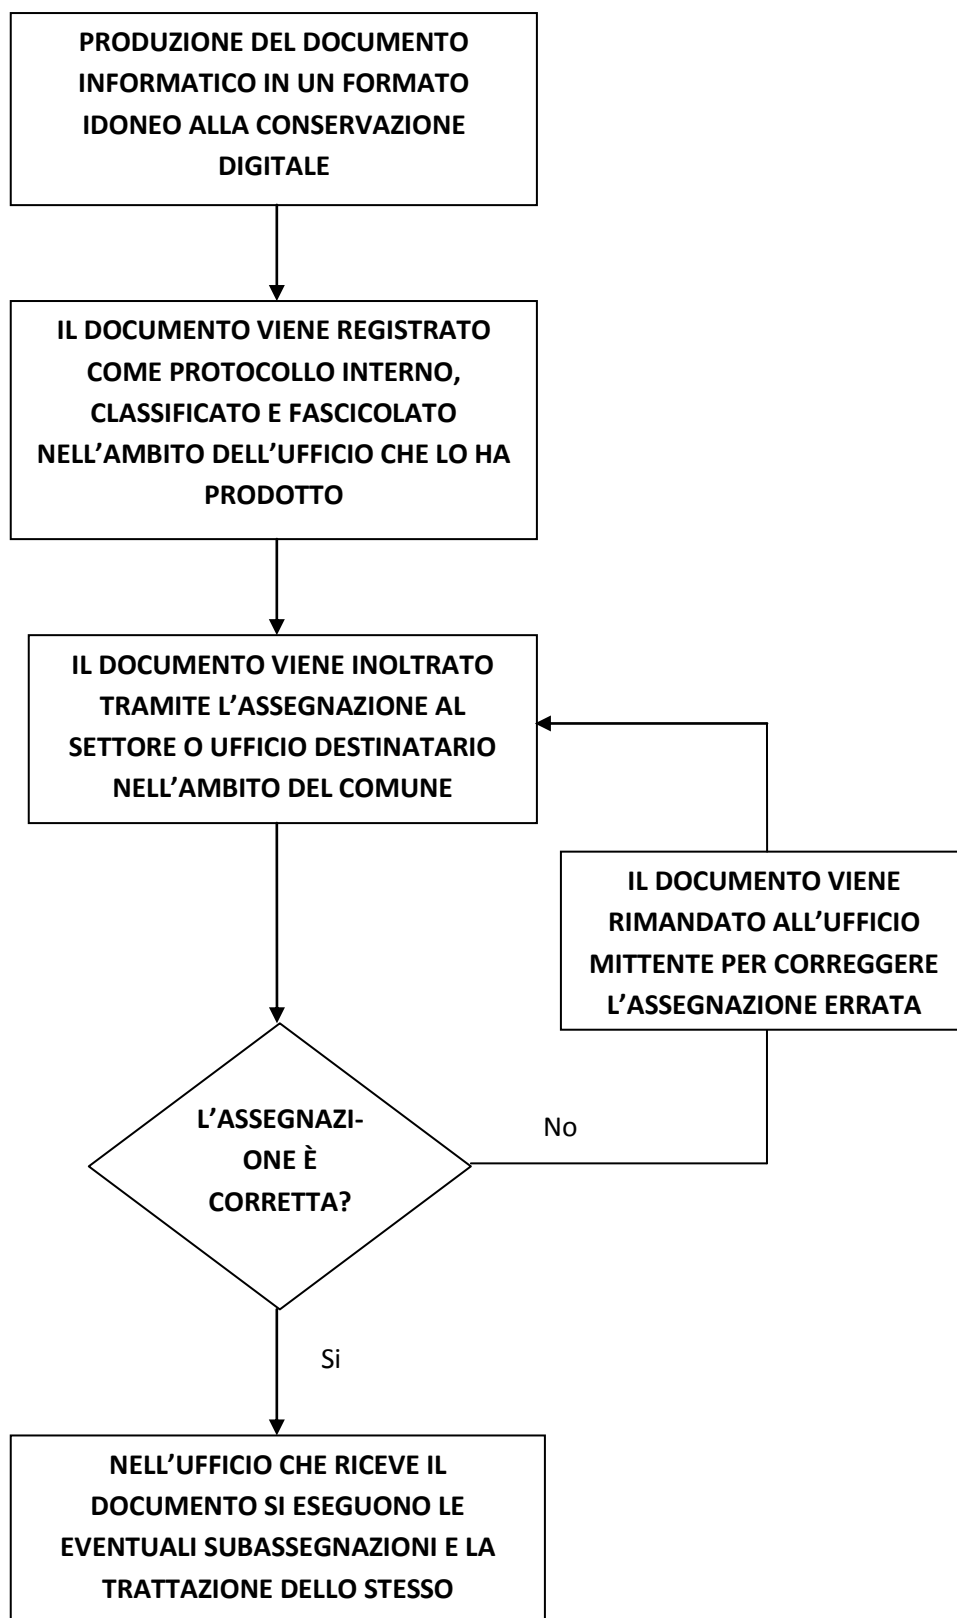 PRODUZIONE DEL DOCUMENTO
INFORMATICO IN UN FORMATO
IDONEO ALLA CONSERVAZIONE
DIGITALE
IL DOCUMENTO VIENE REGISTRATO
COME PROTOCOLLO INTERNO,
CLASSIFICATO E FASCICOLATO
NELL’AMBITO DELL’UFFICIO CHE LO HA
PRODOTTO
IL DOCUMENTO VIENE INOLTRATO
TRAMITE L’ASSEGNAZIONE AL
SETTORE O UFFICIO DESTINATARIO
NELL’AMBITO DEL COMUNE
IL DOCUMENTO VIENE
RIMANDATO ALL’UFFICIO
MITTENTE PER CORREGGERE
L’ASSEGNAZIONE ERRATA
L’ASSEGNAZI-
ONE È
CORRETTA?
No
Si
NELL’UFFICIO CHE RICEVE IL
DOCUMENTO SI ESEGUONO LE
EVENTUALI SUBASSEGNAZIONI E LA
TRATTAZIONE DELLO STESSO